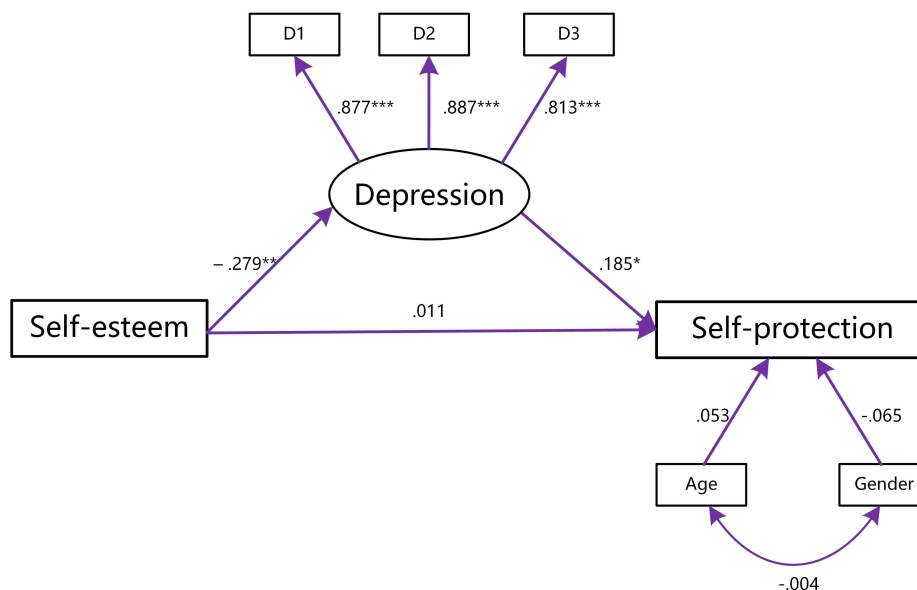 D1 D2 D3
.877*** .887*** .813***
Depression
– .279** .185*
.011
Self-esteem Self-protection
.053 -.065
Age Gender
-.004